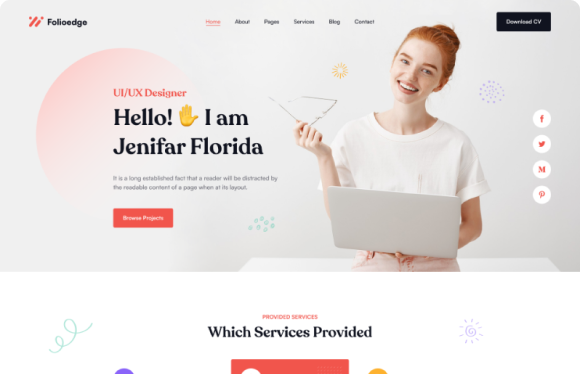 Folioedge
Home About Pages Services Blog Contact
Download CV
UI/UX Designer
Hello! ✋ I am
Jenifar Florida
It is a long established fact that a reader will be distracted by
the readable content of a page when at its layout.
Browse Projects
PROVIDED SERVICES
Which Services Provided